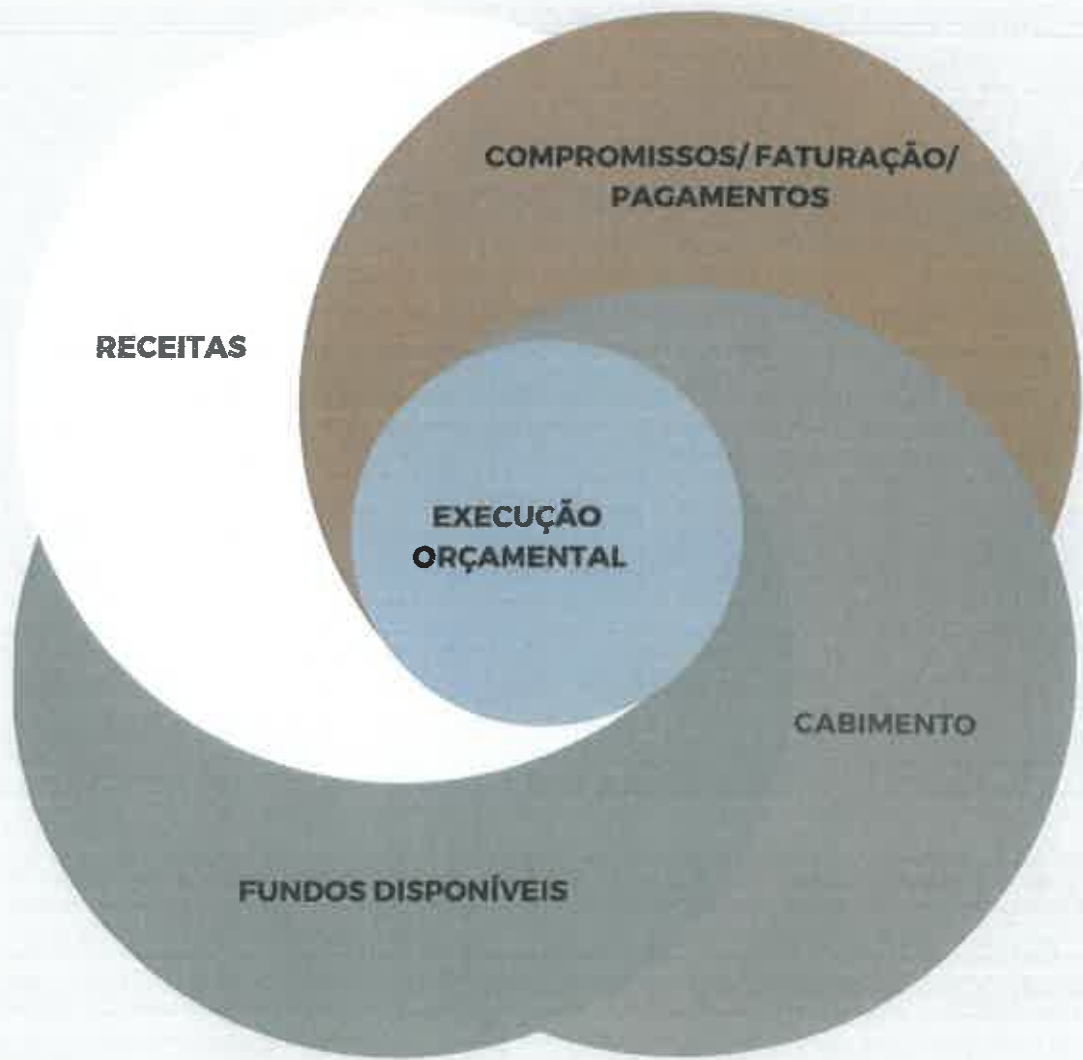 COMPROMISSOS/ FATURAÇÃO/
PAGAMENTOS
RECEITAS
EXECUÇÃO
ORÇAMENTAL
CABIMENTO
FUNDOS DISPONÍVEIS